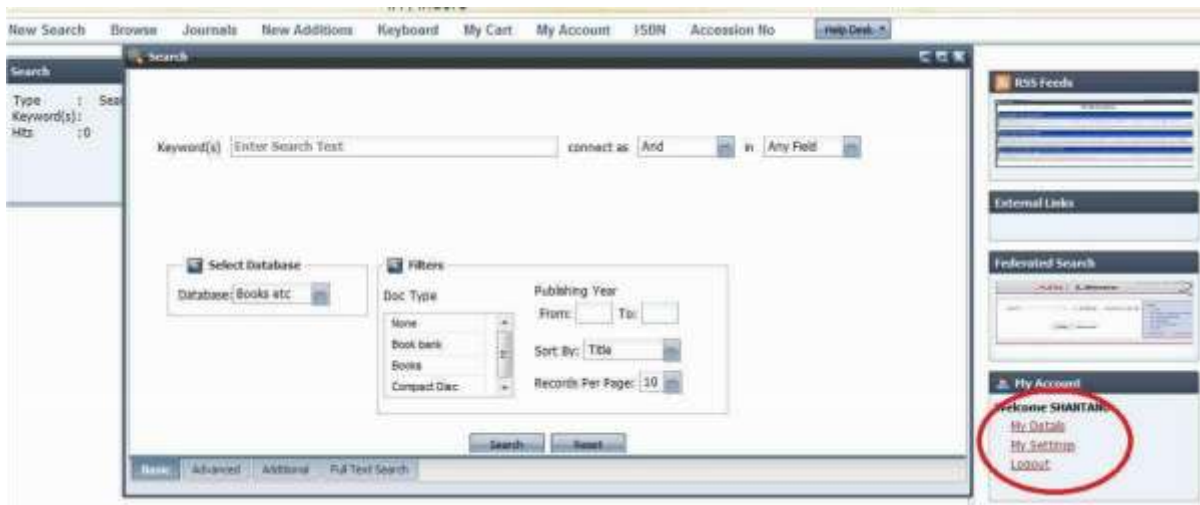 New Search Browse Journals New Additions Keyboard My Cart My Account ISBN Accession No Help Desk
Search
Type : Sea
Keyword(s):
Hits :0
Search
Keyword(s) Enter Search Text connect as And in Any Field
Select Database
Database: Books etc
Filters
Doc Type
None
Book bank
Books
Compact Disc
Publishing Year
From: To:
Sort By: Title
Records Per Page: 10
Search Reset
Basic Advanced Additional Full Text Search
RSS Feeds
External Links
Federated Search
My Account
Welcome SHANTAN
My Details
My Settings
Logout